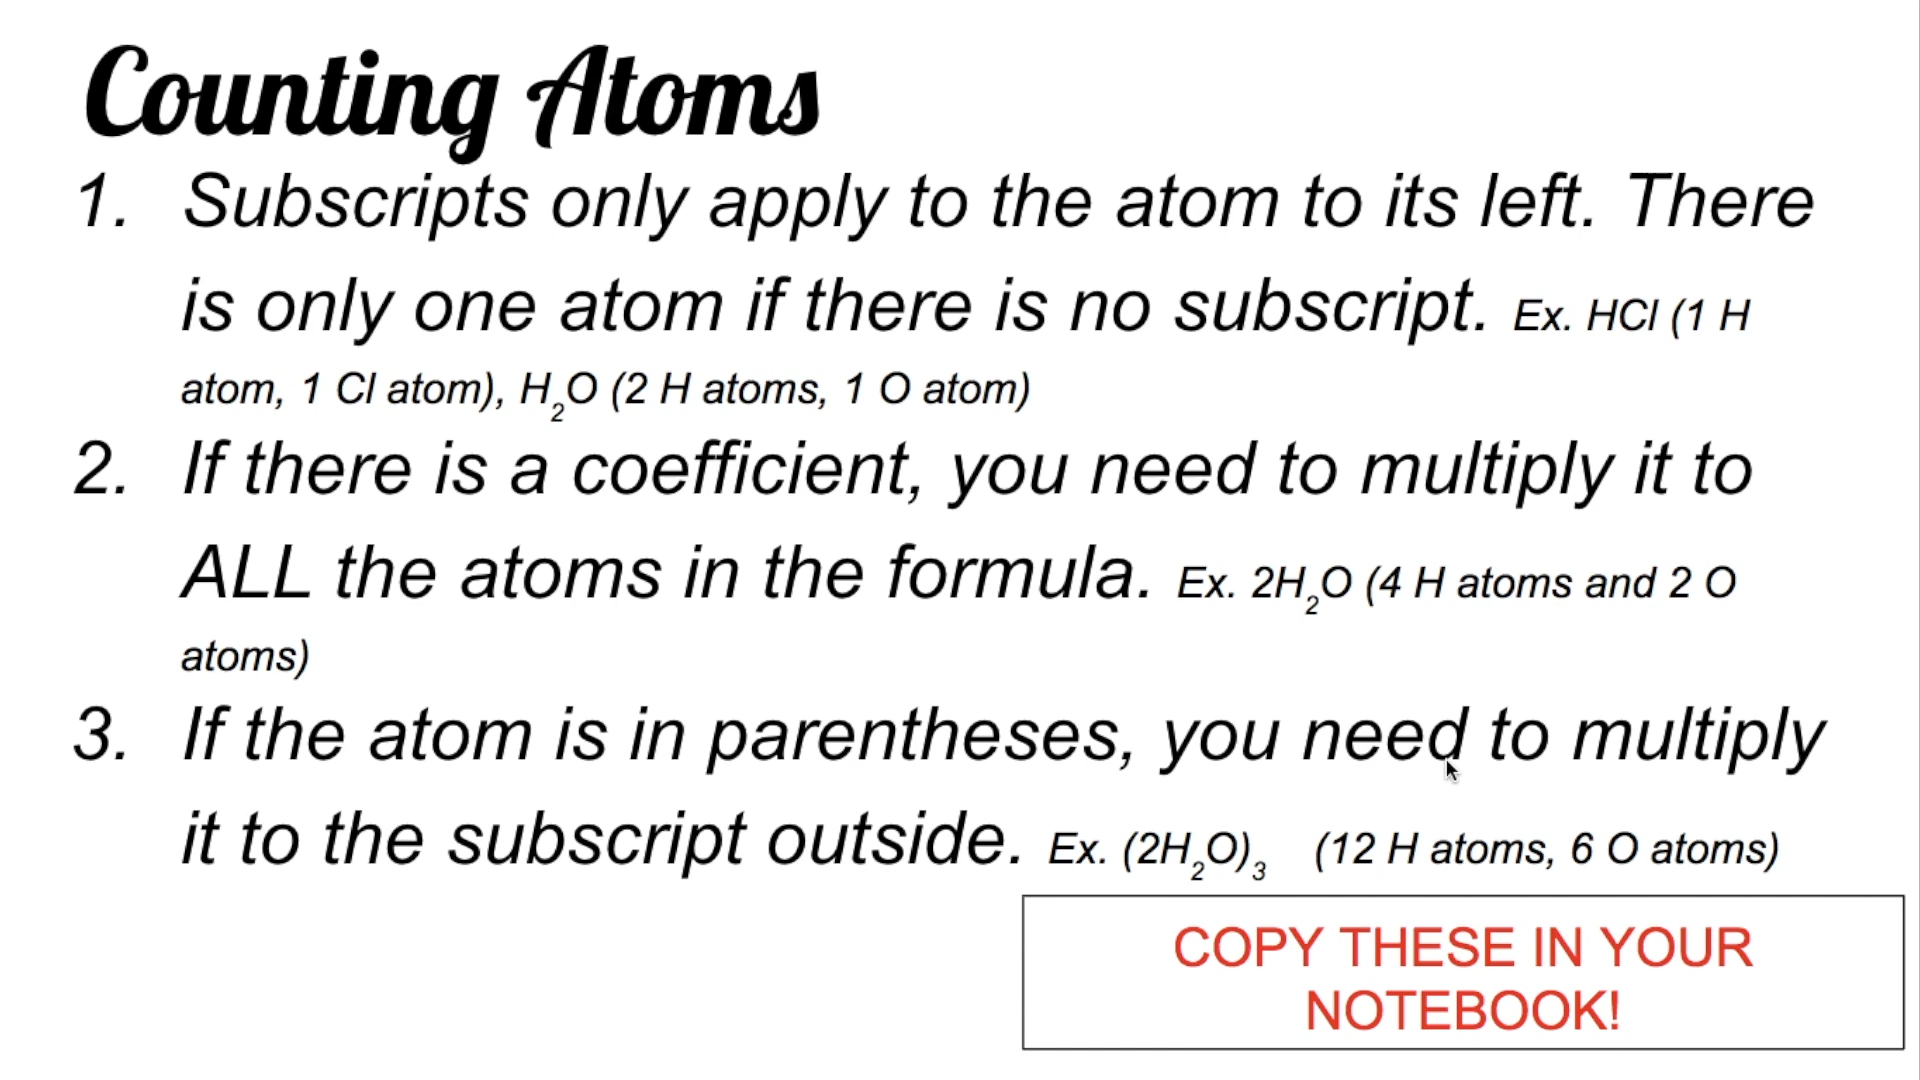 Counting Atoms
1. Subscripts only apply to the atom to its left. There
is only one atom if there is no subscript. Ex. HCl (1 H
atom, 1 Cl atom), H₂O (2 H atoms, 1 O atom)
2. If there is a coefficient, you need to multiply it to
ALL the atoms in the formula. Ex. 2H₂O (4 H atoms and 2 O
atoms)
3. If the atom is in parentheses, you need to multiply
it to the subscript outside. Ex. (2H₂O)₃ (12 H atoms, 6 O atoms)
COPY THESE IN YOUR
NOTEBOOK!